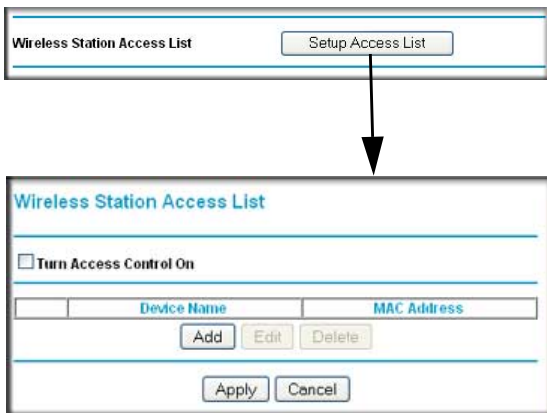 Wireless Station Access List Setup Access List
Wireless Station Access List
Turn Access Control On
Device Name MAC Address
Add Edit Delete
Apply Cancel